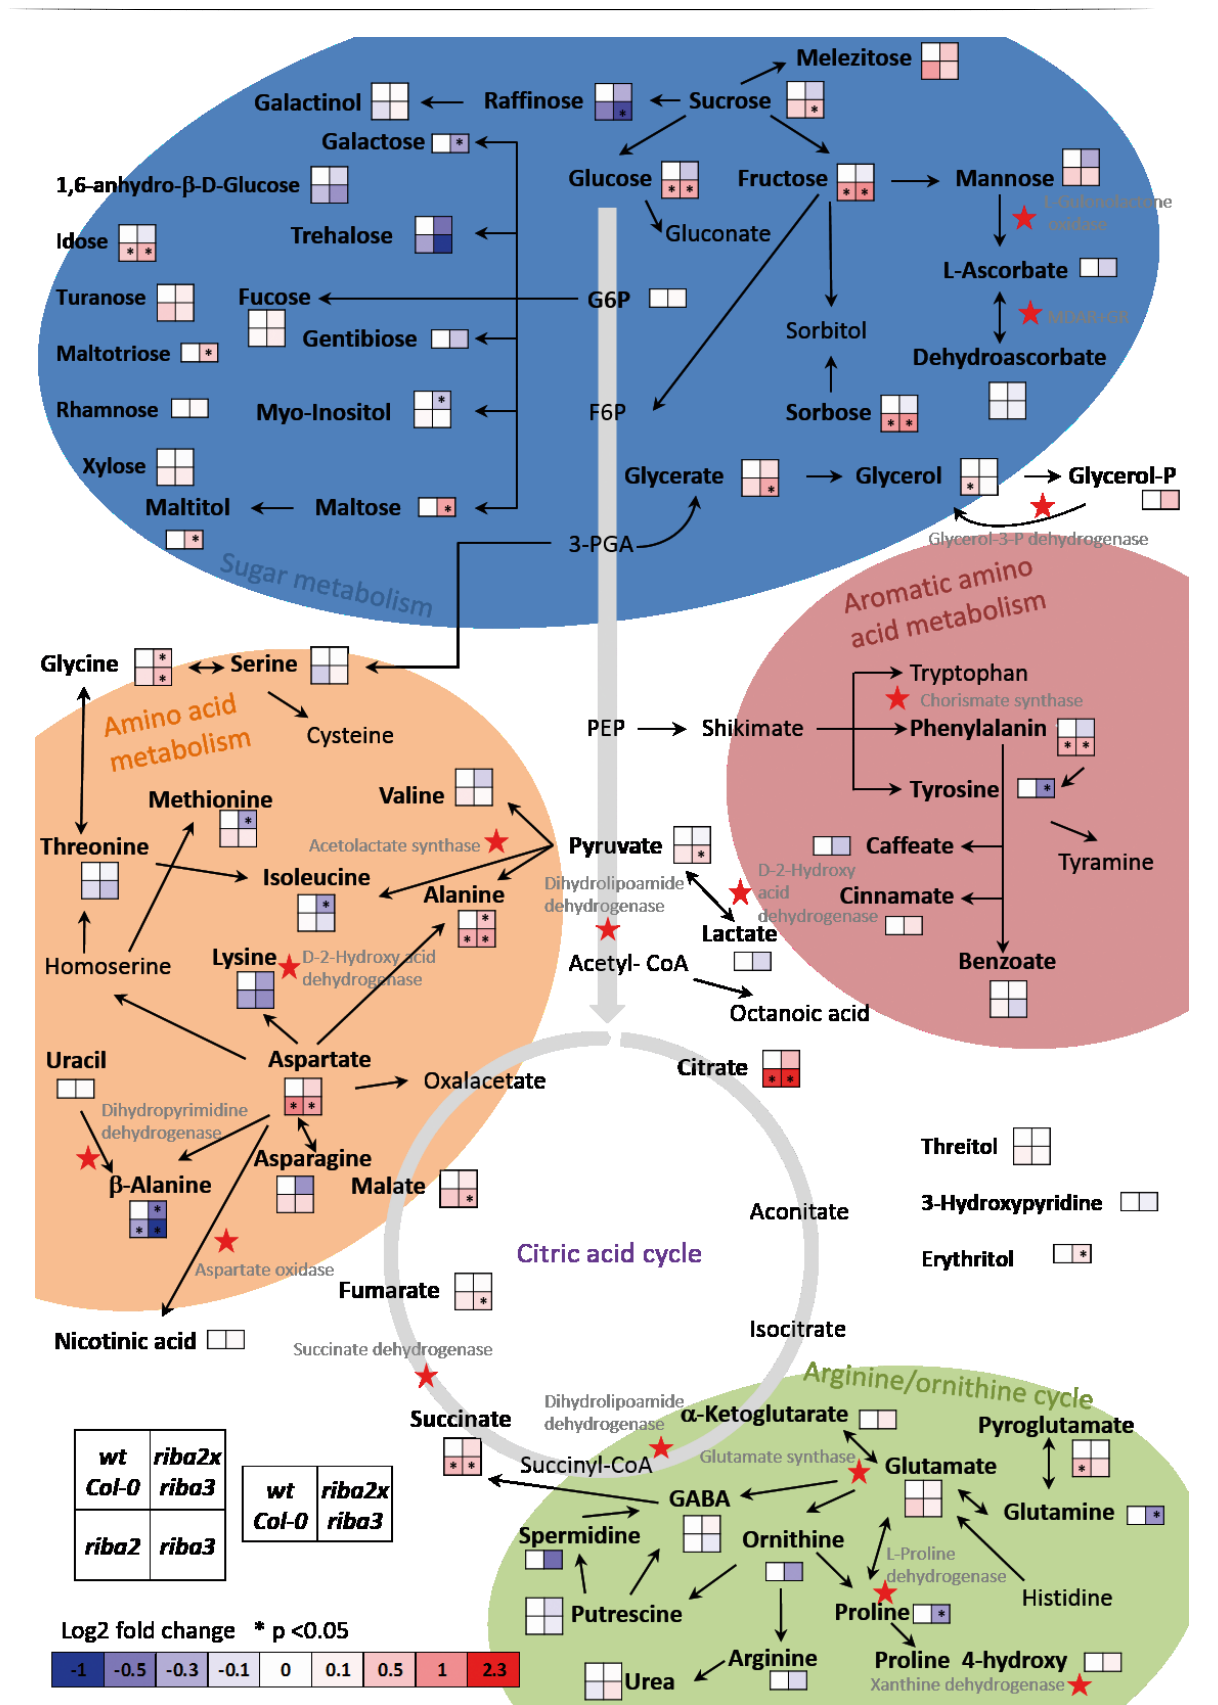 Melezitose
Galactinol
Raffinose
Sucrose
*
*
Galactose
*
1,6-anhydro-β-D-Glucose
Glucose
* *
Fructose
* *
Mannose
L-Gulonolactone
oxidase
Idose
* *
Trehalose
Gluconate
L-Ascorbate
Turanose
Fucose
G6P
MDAR+GR
Sorbitol
Gentibiose
Maltotriose
*
Dehydroascorbate
Rhamnose
Myo-Inositol
*
F6P
Sorbose
* *
Xylose
Glycerate
*
Glycerol
*
Glycerol-P
Maltitol
*
Maltose
*
3-PGA
Glycerol-3-P dehydrogenase
Sugar metabolism
Aromatic amino
acid metabolism
Glycine
*
*
Serine
Tryptophan
Chorismate synthase
Amino acid
metabolism
Cysteine
PEP
Shikimate
Phenylalanin
* *
Methionine
*
Valine
Tyrosine
*
Threonine
Acetolactate synthase
Pyruvate
*
Caffeate
Tyramine
Isoleucine
*
Alanine
*
* *
Dihydrolipoamide
dehydrogenase
D-2-Hydroxy
acid
dehydrogenase
Cinnamate
Lactate
Homoserine
Lysine
D-2-Hydroxy acid
dehydrogenase
Acetyl- CoA
Benzoate
Octanoic acid
Uracil
Aspartate
* *
Oxalacetate
Citrate
* *
Dihydropyrimidine
dehydrogenase
Threitol
Asparagine
β-Alanine
*
* *
Malate
*
Aconitate
3-Hydroxypyridine
Citric acid cycle
Erythritol
*
Aspartate oxidase
Fumarate
*
Nicotinic acid
Isocitrate
Succinate dehydrogenase
Arginine/ornithine cycle
Dihydrolipoamide
dehydrogenase
α-Ketoglutarate
Succinate
* *
Pyroglutamate
*
Succinyl-CoA
Glutamate synthase
Glutamate
wt
Col-0
riba2x
riba3
riba2
riba3
wt
Col-0
riba2x
riba3
GABA
Glutamine
*
Spermidine
Ornithine
L-Proline
dehydrogenase
Histidine
Putrescine
Proline
*
Log2 fold change * p <0.05
Arginine
Proline 4-hydroxy
Urea
Xanthine dehydrogenase
-1 -0.5 -0.3 -0.1 0 0.1 0.5 1 2.3